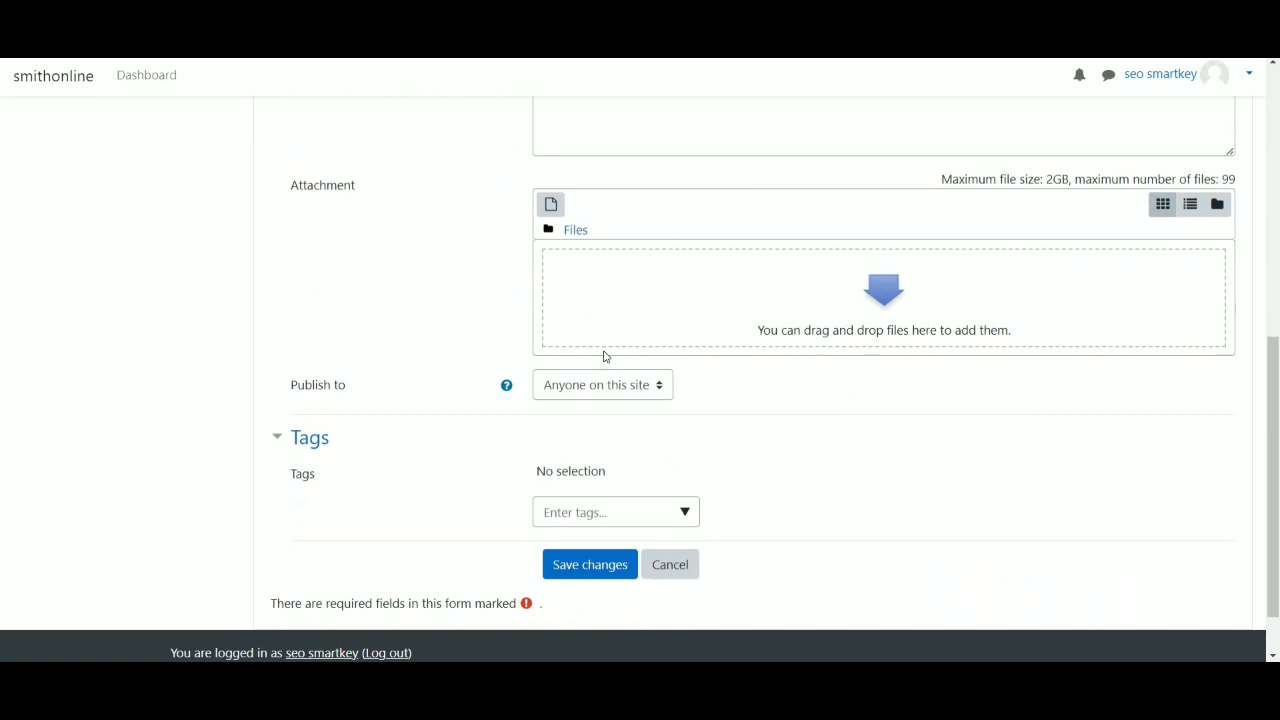 smithonline Dashboard seo smartkey
Attachment Maximum file size: 2GB, maximum number of files: 99
Files
You can drag and drop files here to add them.
Publish to ? Anyone on this site
Tags
Tags No selection
Enter tags...
Save changes Cancel
There are required fields in this form marked ! .
You are logged in as seo smartkey (Log out)